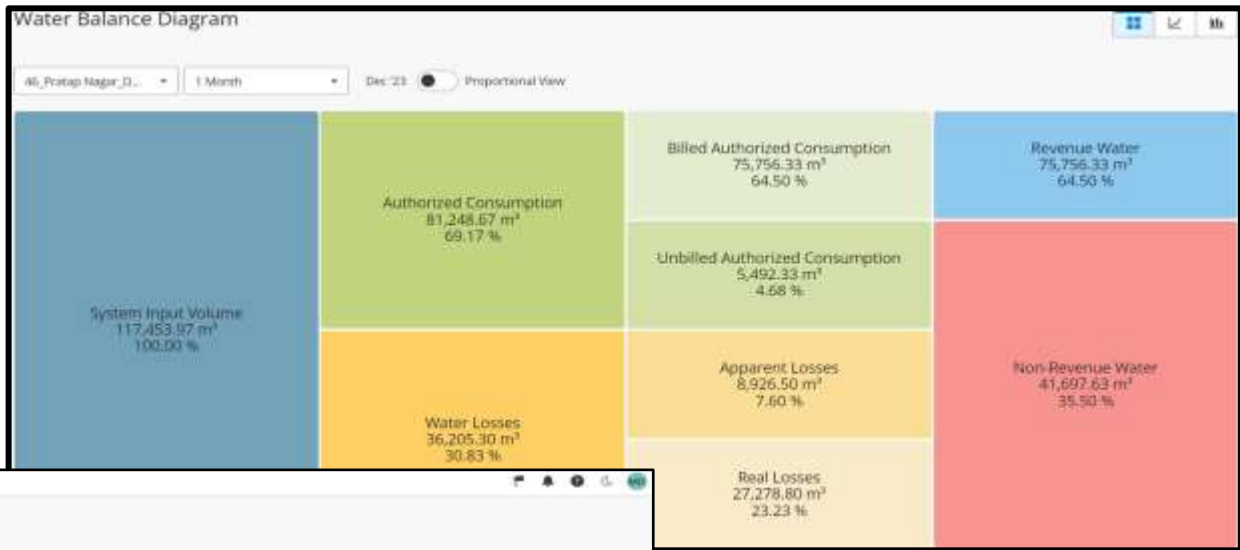 Water Balance Diagram
46_Pratap Nagar_D...
1 Month
Dec '23
Proportional View
System Input Volume
117,453.97 m³
100.00 %
Authorized Consumption
81,248.67 m³
69.17 %
Water Losses
36,205.30 m³
30.83 %
Billed Authorized Consumption
75,756.33 m³
64.50 %
Unbilled Authorized Consumption
5,492.33 m³
4.68 %
Apparent Losses
8,926.50 m³
7.60 %
Real Losses
27,278.80 m³
23.23 %
Revenue Water
75,756.33 m³
64.50 %
Non-Revenue Water
41,697.63 m³
35.50 %